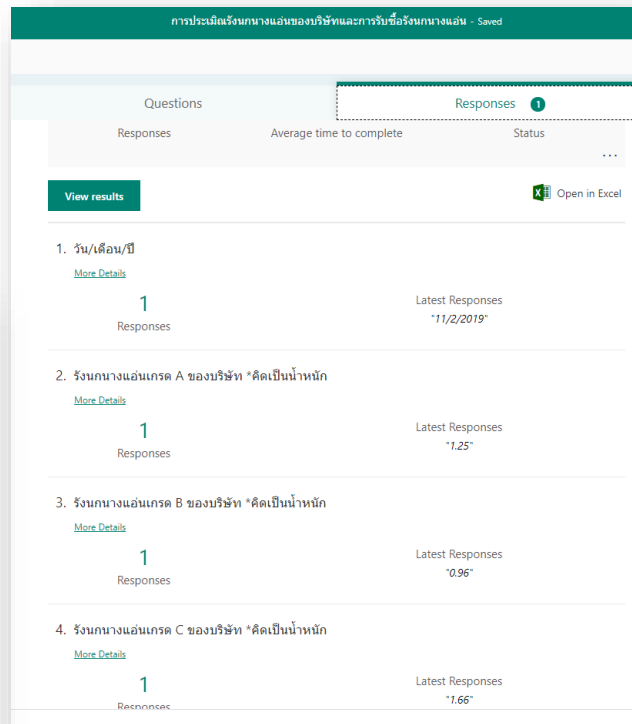 การประเมินรังนกนางแอ่นของบริษัทและการรับซื้อรังนกนางแอ่น - Saved
Questions
Responses 1
Responses Average time to complete Status
...
View results
Open in Excel
1. วัน/เดือน/ปี
More Details
1
Responses
Latest Responses
"11/2/2019"
2. รังนกนางแอ่นเกรด A ของบริษัท *คิดเป็นน้ำหนัก
More Details
1
Responses
Latest Responses
"1.25"
3. รังนกนางแอ่นเกรด B ของบริษัท *คิดเป็นน้ำหนัก
More Details
1
Responses
Latest Responses
"0.96"
4. รังนกนางแอ่นเกรด C ของบริษัท *คิดเป็นน้ำหนัก
More Details
1
Responses
Latest Responses
"1.66"